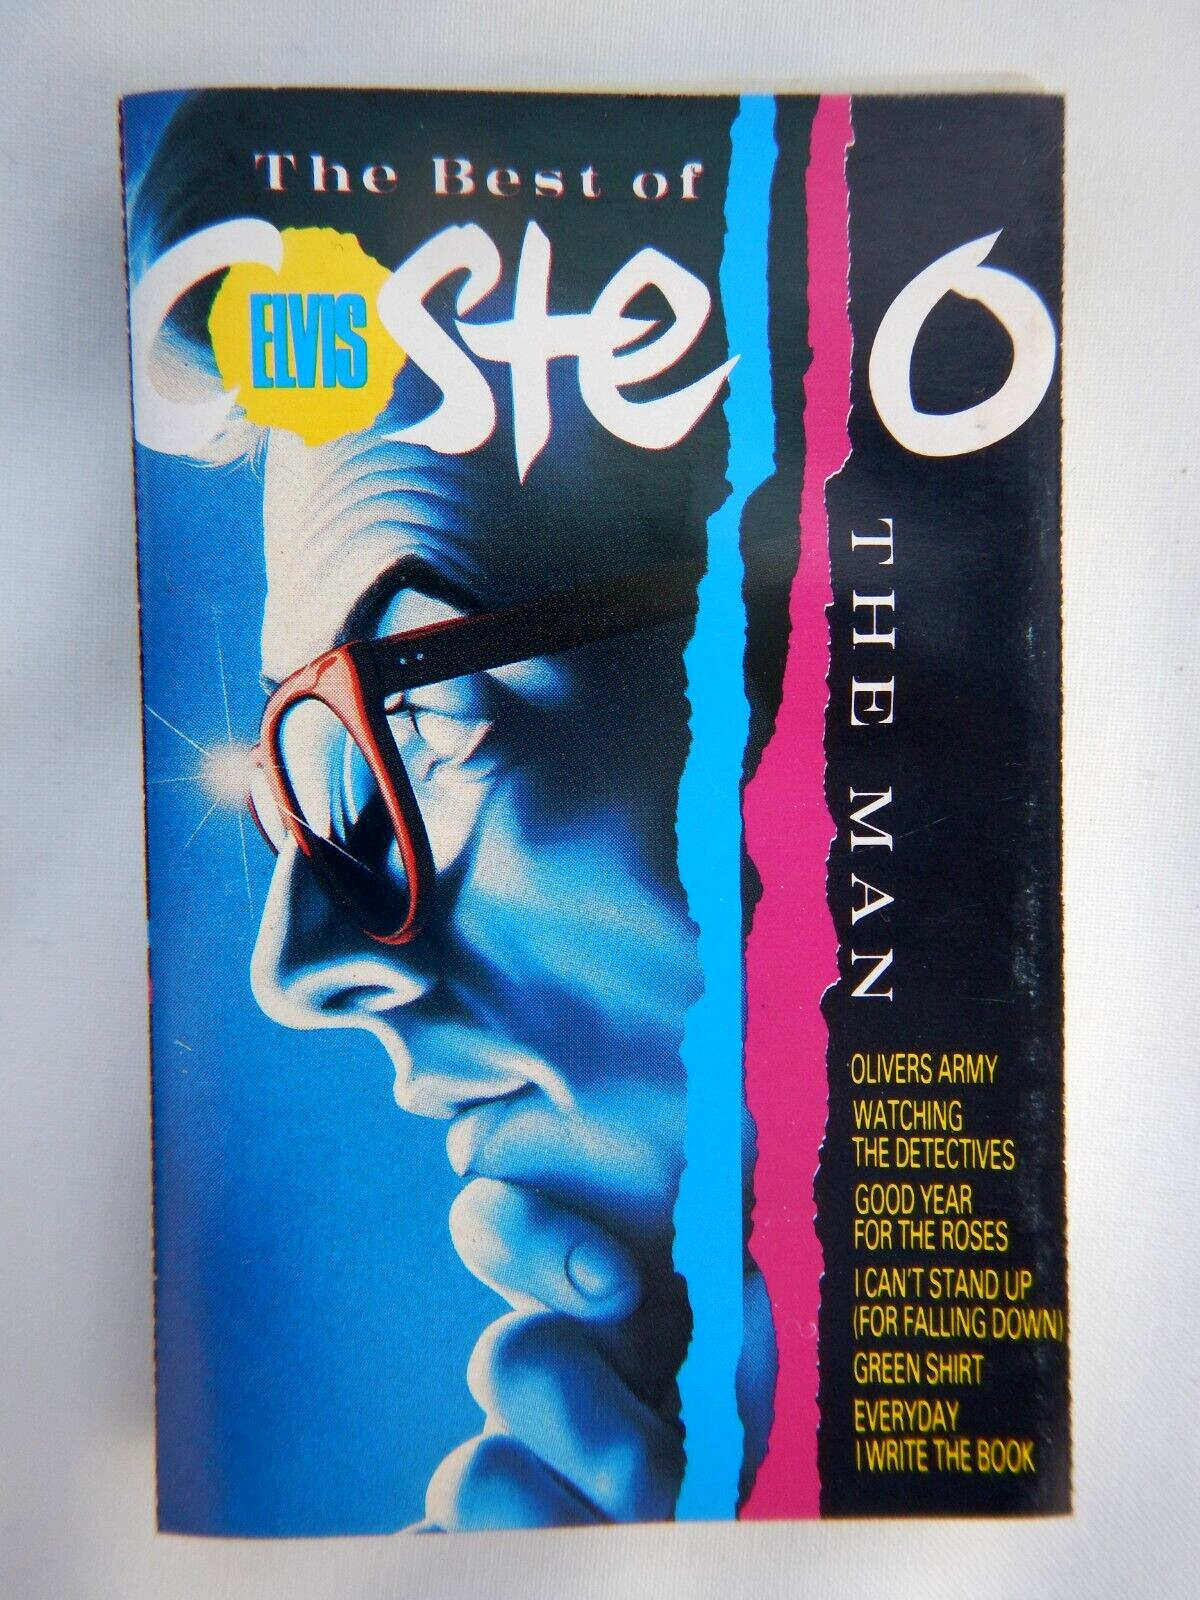 The Best of
ELVIS
Costello
THE MAN
OLIVERS ARMY
WATCHING
THE DETECTIVES
GOOD YEAR
FOR THE ROSES
I CAN'T STAND UP
(FOR FALLING DOWN)
GREEN SHIRT
EVERYDAY
I WRITE THE BOOK